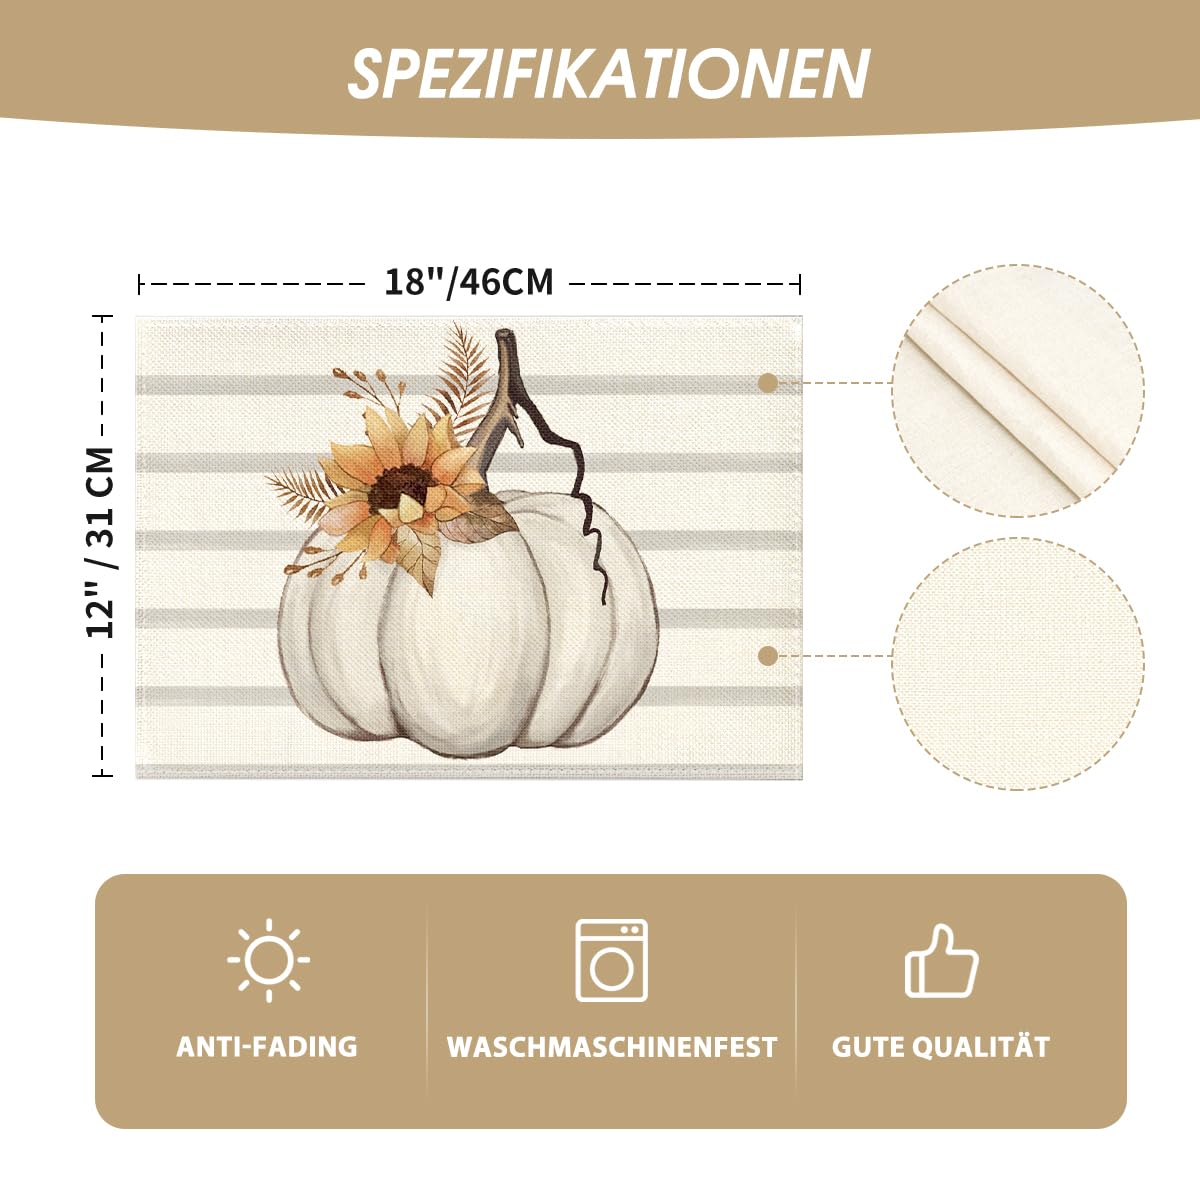 SPEZIFIKATIONEN
18"/46CM
12" / 31 CM
ANTI-FADING
WASCHMASCHINENFEST
GUTE QUALITÄT